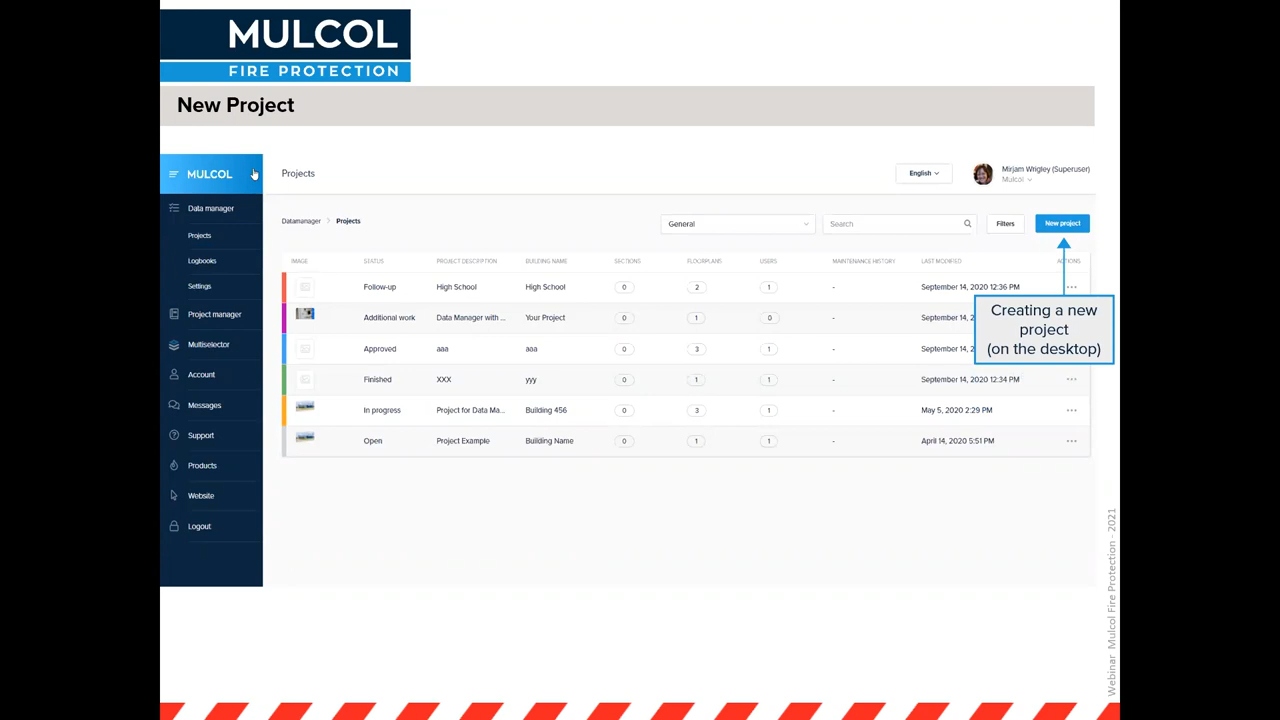 MULCOL
FIRE PROTECTION
New Project
MULCOL
Projects
English
Mirjam Wrigley (Superuser)
Mulcol
Data manager
Projects
Logbooks
Settings
Project manager
Multiselector
Account
Messages
Support
Products
Website
Logout
Datamanager > Projects
General
Search
Filters
New project
IMAGE STATUS PROJECT DESCRIPTION BUILDING NAME SECTIONS FLOORPLANS USERS MAINTENANCE HISTORY LAST MODIFIED ACTIONS
Follow-up High School High School 0 2 1 - September 14, 2020 12:36 PM ...
Additional work Data Manager with ... Your Project 0 1 0 - September 14, 2
Approved aaa aoa 0 3 1 - September 14, 2
Finished XXX yyy 0 1 1 - September 14, 2020 12:34 PM ...
In progress Project for Data Ma... Building 456 0 3 1 - May 5, 2020 2:29 PM ...
Open Project Example Building Name 0 1 1 - April 14, 2020 5:51 PM ...
Creating a new
project
(on the desktop)
Webinar Mulcol Fire Protection - 2021